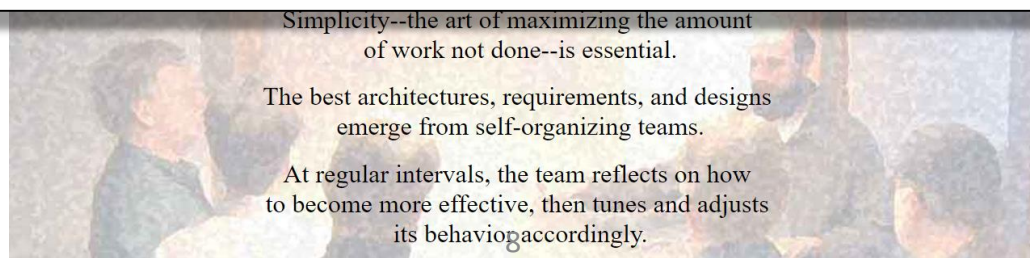 Simplicity--the art of maximizing the amount
of work not done--is essential.
The best architectures, requirements, and designs
emerge from self-organizing teams.
At regular intervals, the team reflects on how
to become more effective, then tunes and adjusts
its behavior accordingly.
8